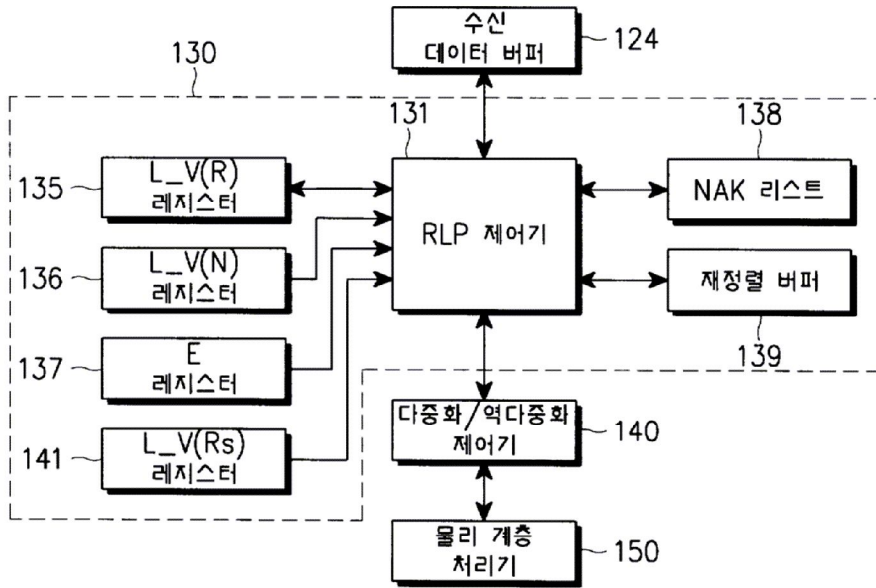 수신
데이터 버퍼
124
130
131
138
135
L_V(R)
레지스터
RLP 제어기
NAK 리스트
136
L_V(N)
레지스터
재정렬 버퍼
139
137
E
레지스터
141
L_V(Rs)
레지스터
다중화/역다중화
제어기
140
물리 계층
처리기
150